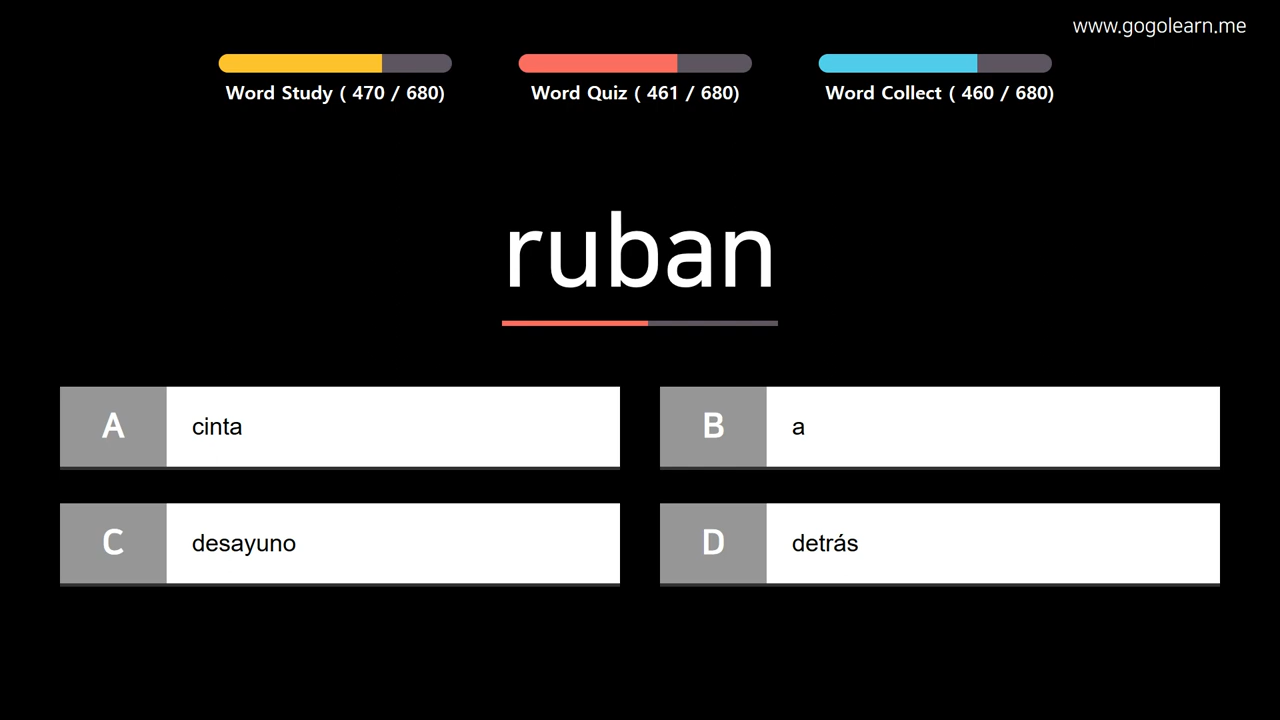 www.gogolearn.me
Word Study ( 470 / 680)
Word Quiz ( 461 / 680)
Word Collect ( 460 / 680)
ruban
A cinta
B a
C desayuno
D detrás